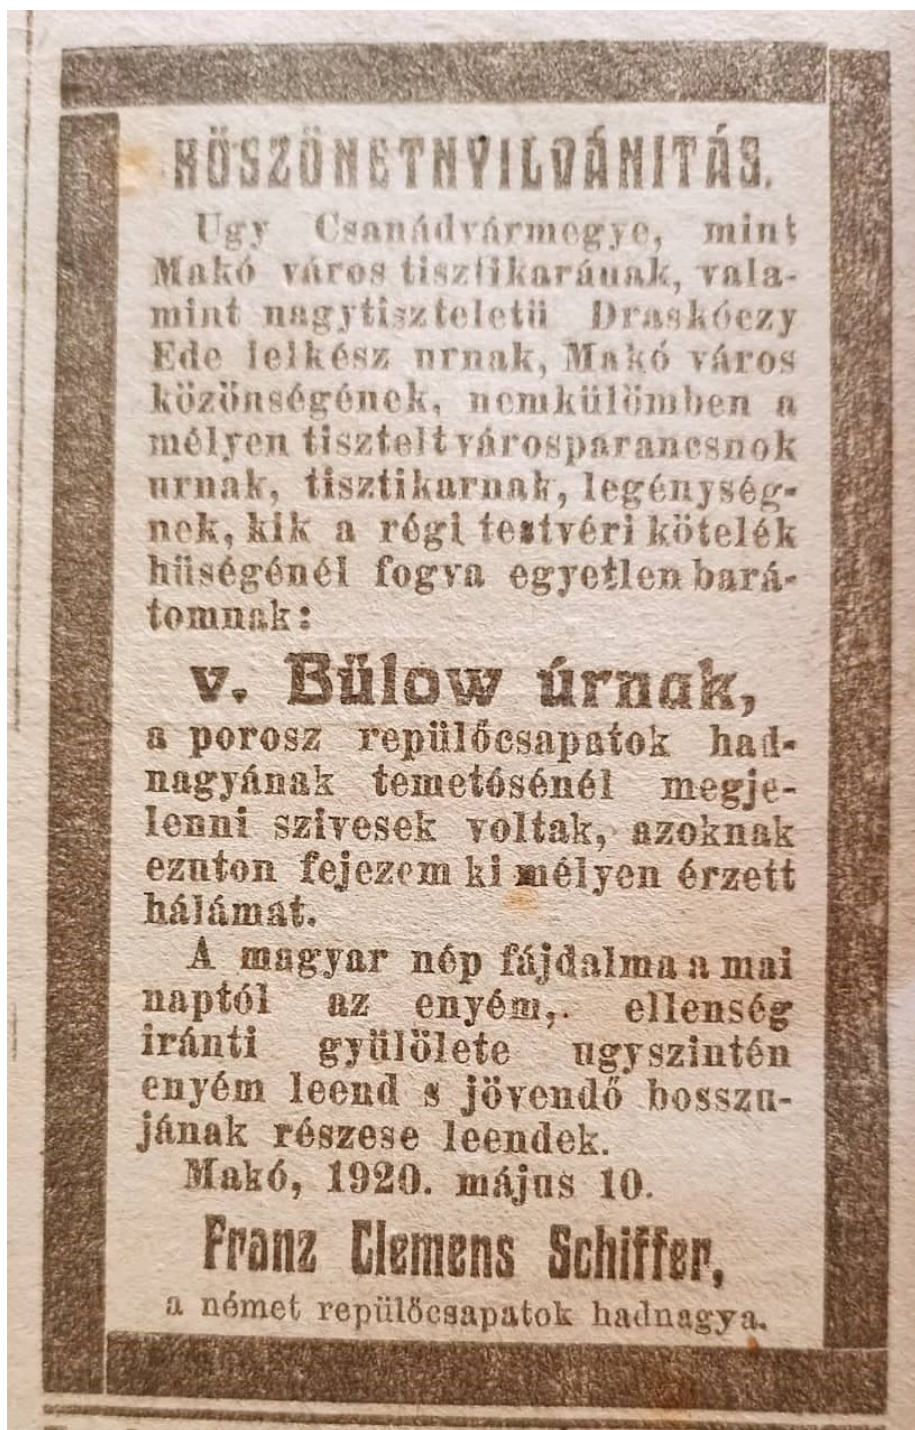 KÖSZÖNETNYILVÁNITÁS.
Ugy Csanádvármegye, mint
Makó város tisztikarának, vala-
mint nagytiszteletü Draskóczy
Ede lelkész urnak, Makó város
közönségének, nemkülömben a
mélyen tisztelt városparancsnok
urnak, tisztikarnak, legénység-
nek, kik a régi testvéri kötelék
hüségénél fogva egyetlen bará-
tomnak:
v. Bülow úrnak,
a porosz repülőcsapatok had-
nagyának temetésénél megje-
lenni szivesek voltak, azoknak
ezuton fejezem ki mélyen érzett
hálámat.
A magyar nép fájdalma a mai
naptól az enyém,. ellenség
iránti gyülölete ugyszintén
enyém leend s jövendő bosszu-
jának részese leendek.
Makó, 1920. május 10.
Franz Clemens Schiffer,
a német repülőcsapatok hadnagya.